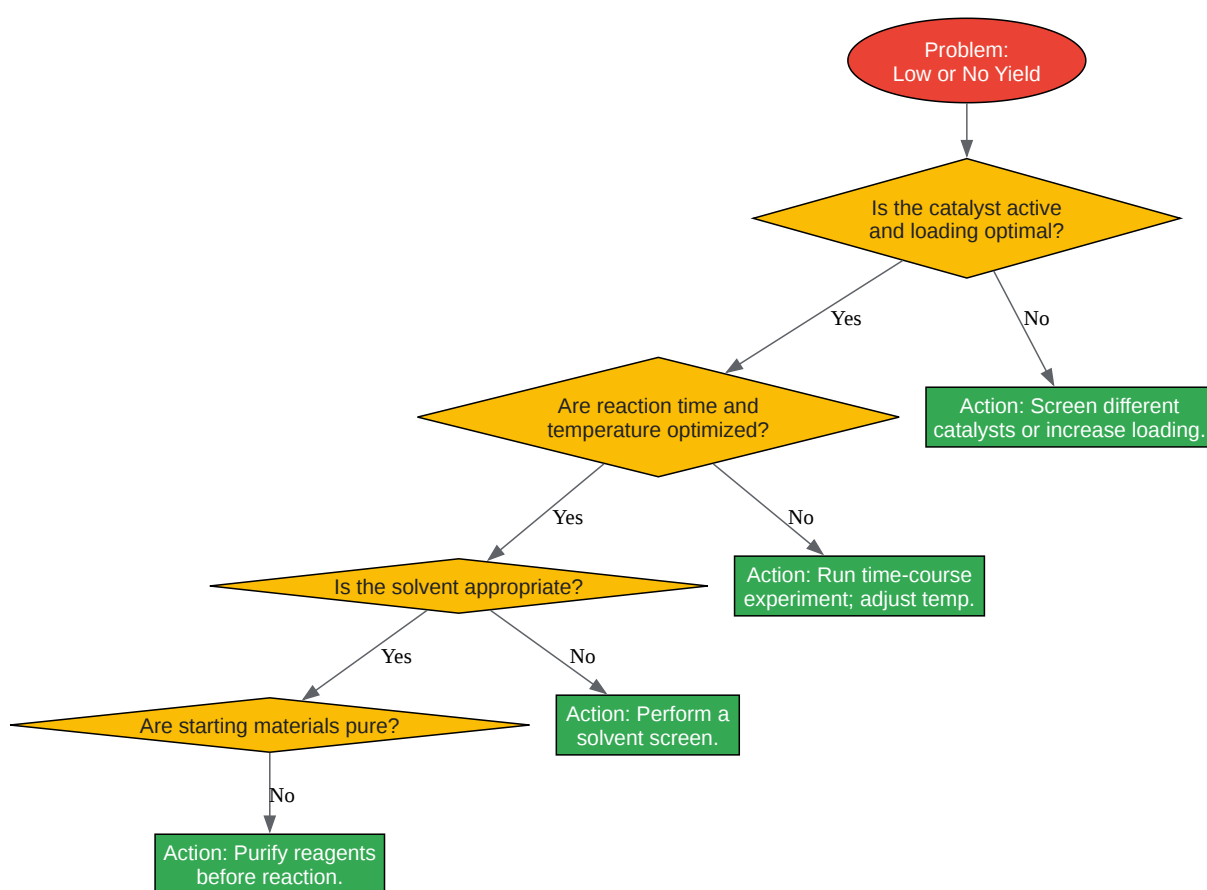 Problem:
Low or No Yield
Is the catalyst active
and loading optimal?
Yes
No
Are reaction time and
temperature optimized?
Action: Screen different
catalysts or increase loading.
Yes
No
Is the solvent appropriate?
Action: Run time-course
experiment; adjust temp.
Yes
No
Are starting materials pure?
Action: Perform a
solvent screen.
No
Action: Purify reagents
before reaction.